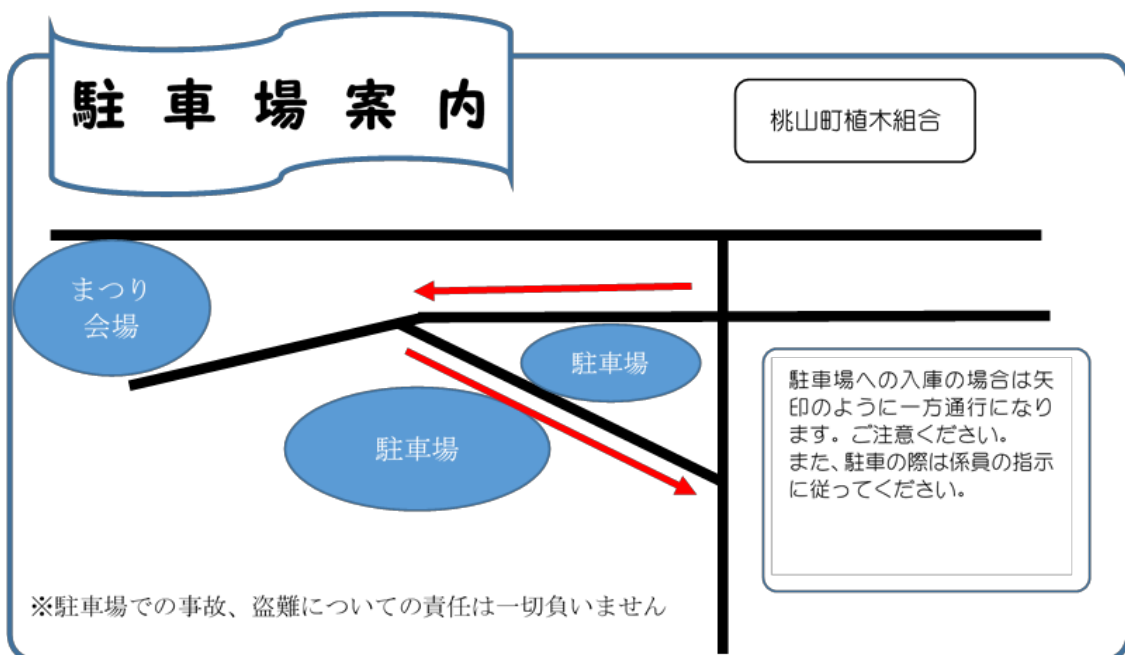 駐車場案内
桃山町植木組合
まつり
会場
駐車場
駐車場
駐車場への入庫の場合は矢
印のように一方通行になり
ます。ご注意ください。
また、駐車の際は係員の指示
に従ってください。
※駐車場での事故、盗難についての責任は一切負いません